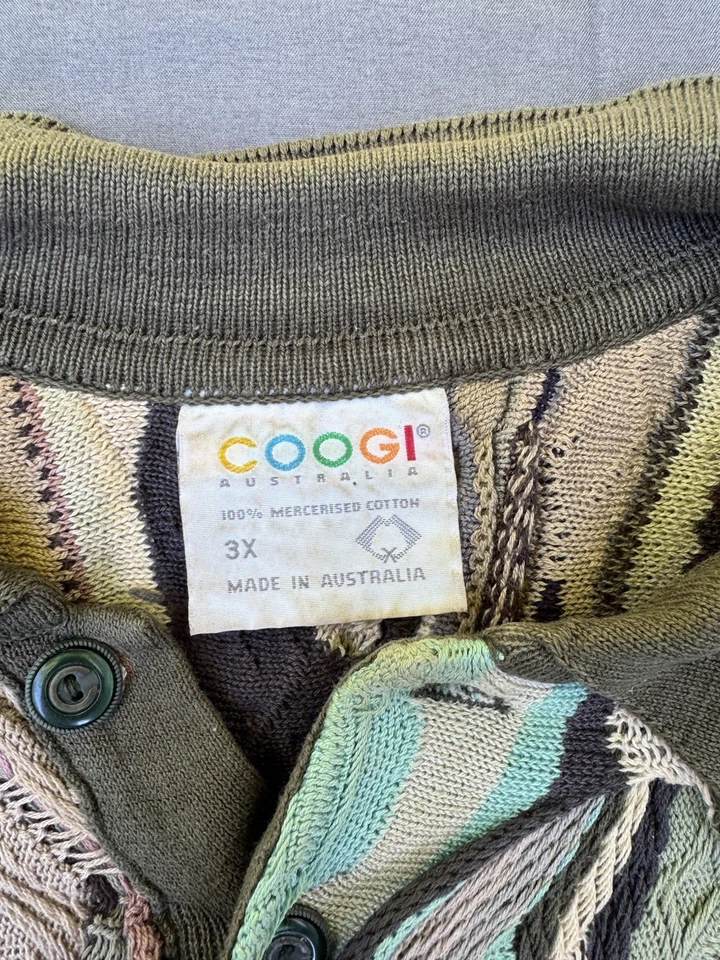 COOGI®
AUSTRALIA
100% MERCERISED COTTON
3X
MADE IN AUSTRALIA